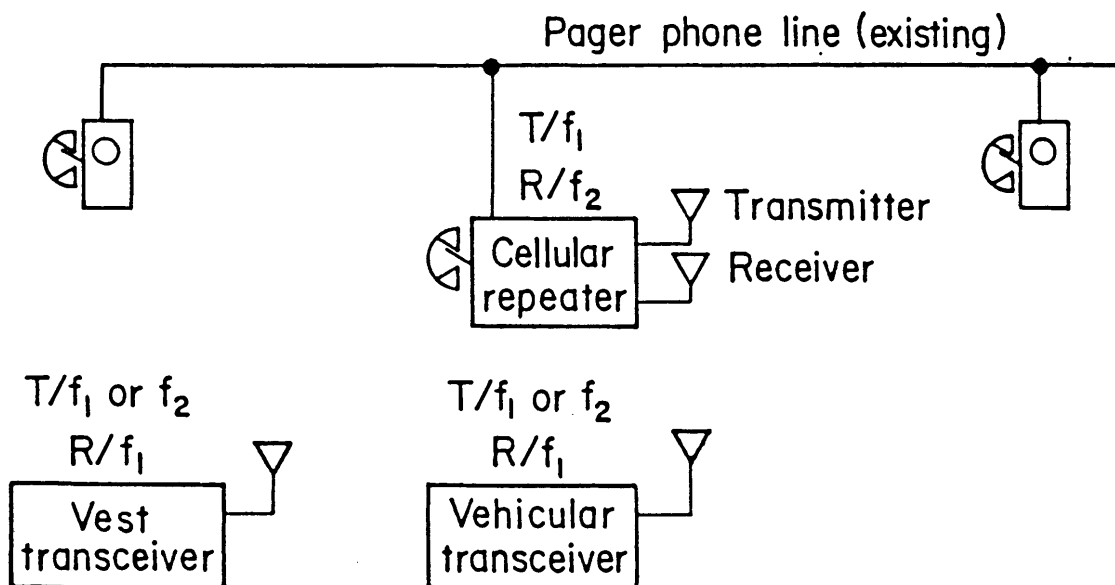 Pager phone line (existing)
T/f₁
R/f₂
Transmitter
Cellular
repeater
Receiver
T/f₁ or f₂
R/f₁
Vest
transceiver
T/f₁ or f₂
R/f₁
Vehicular
transceiver